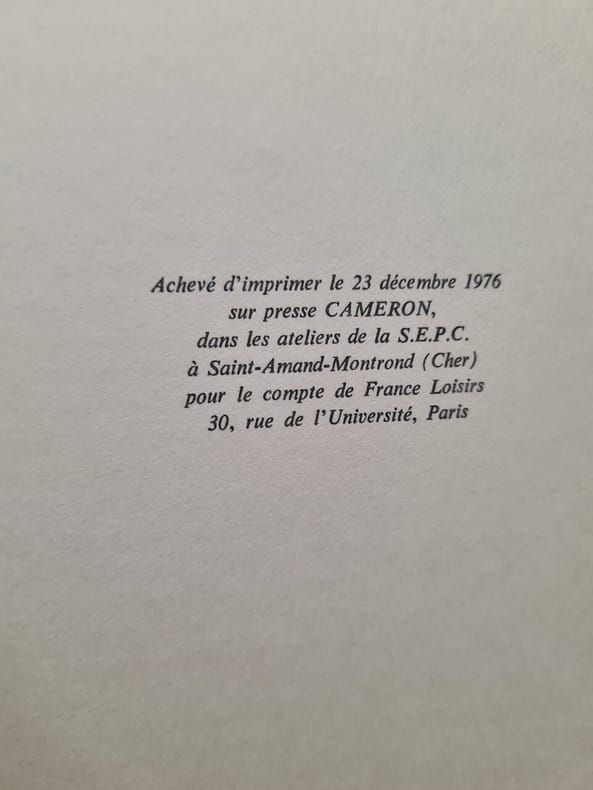 Achevé d'imprimer le 23 décembre 1976
sur presse CAMERON,
dans les ateliers de la S.E.P.C.
à Saint-Amand-Montrond (Cher)
pour le compte de France Loisirs
30, rue de l'Université, Paris